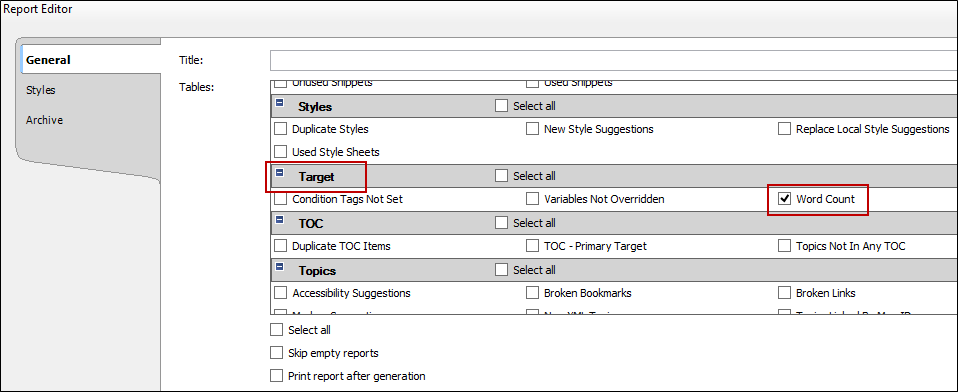 Report Editor
General
Styles
Archive
Title:
Tables:
Unused Snippets Used Snippets
Styles Select all
Duplicate Styles New Style Suggestions Replace Local Style Suggestions
Used Style Sheets
Target Select all
Condition Tags Not Set Variables Not Overridden Word Count
TOC Select all
Duplicate TOC Items TOC - Primary Target Topics Not In Any TOC
Topics Select all
Accessibility Suggestions Broken Bookmarks Broken Links
Select all
Skip empty reports
Print report after generation